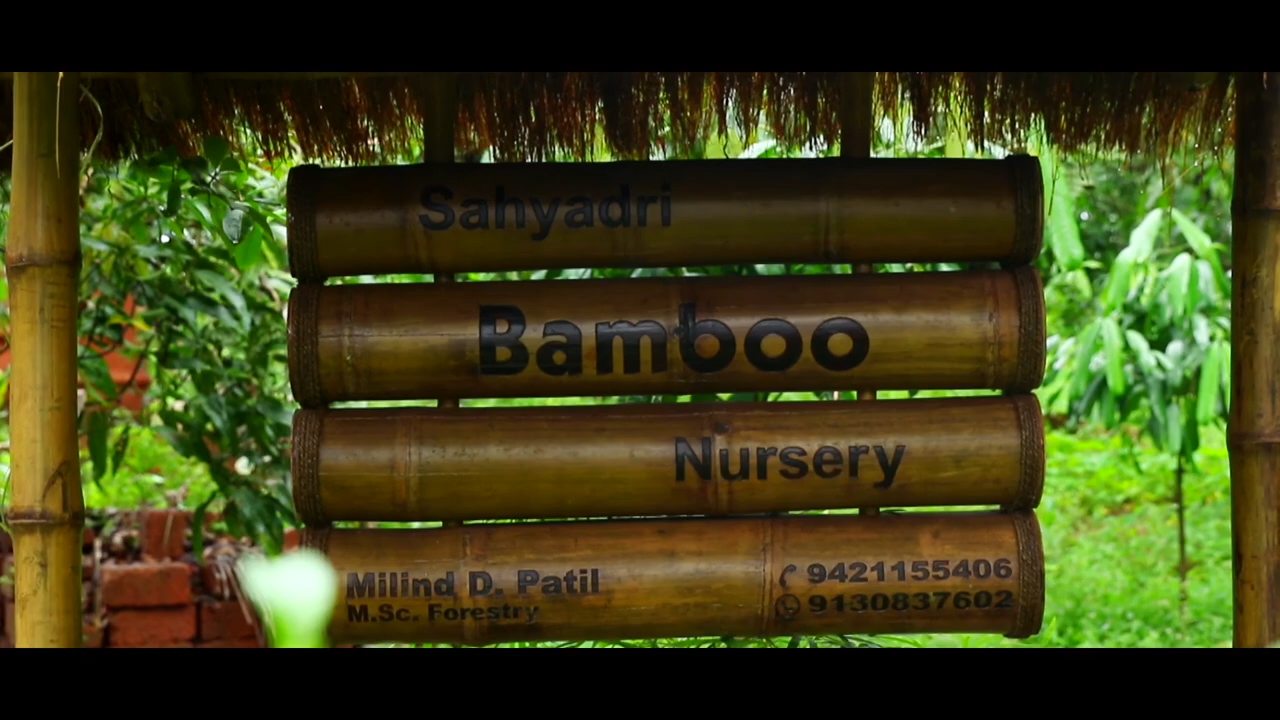 Sahyadri
Bamboo
Nursery
Milind D. Patil
M.Sc. Forestry
9421155406
9130837602